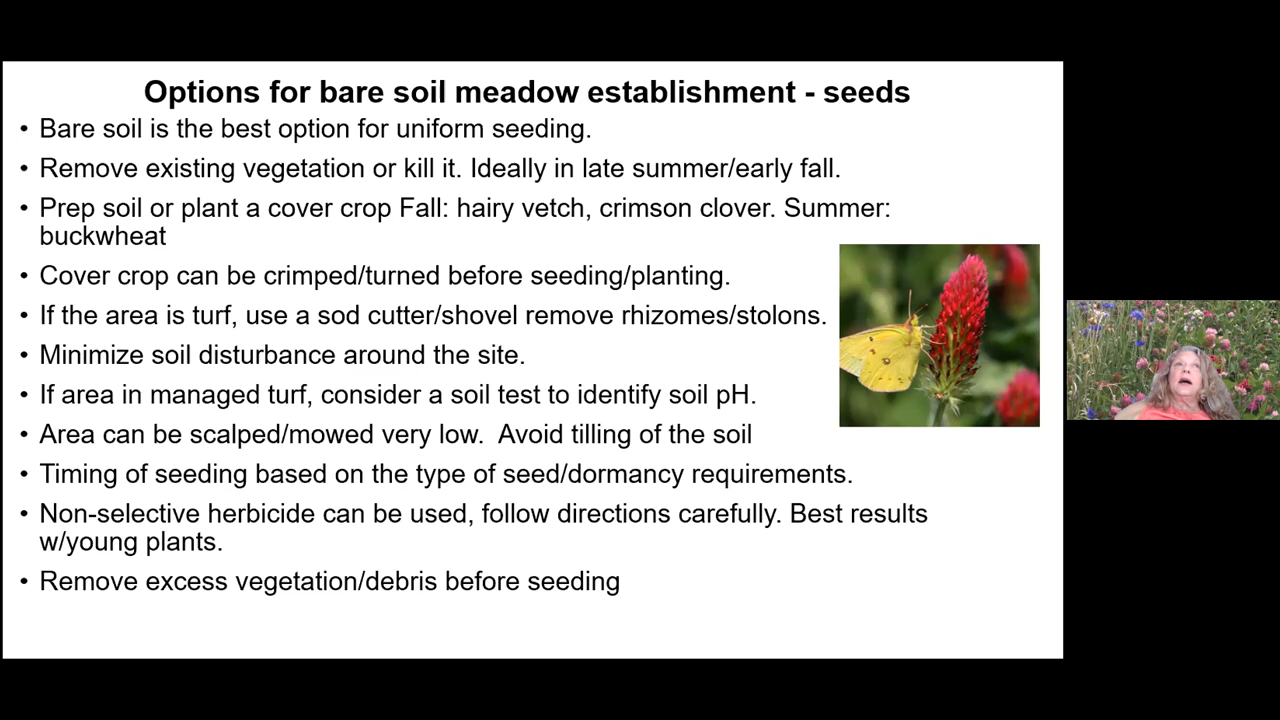 Options for bare soil meadow establishment - seeds
• Bare soil is the best option for uniform seeding.
• Remove existing vegetation or kill it. Ideally in late summer/early fall.
• Prep soil or plant a cover crop Fall: hairy vetch, crimson clover. Summer:
buckwheat
• Cover crop can be crimped/turned before seeding/planting.
• If the area is turf, use a sod cutter/shovel remove rhizomes/stolons.
• Minimize soil disturbance around the site.
• If area in managed turf, consider a soil test to identify soil pH.
• Area can be scalped/mowed very low.  Avoid tilling of the soil
• Timing of seeding based on the type of seed/dormancy requirements.
• Non-selective herbicide can be used, follow directions carefully. Best results
w/young plants.
• Remove excess vegetation/debris before seeding